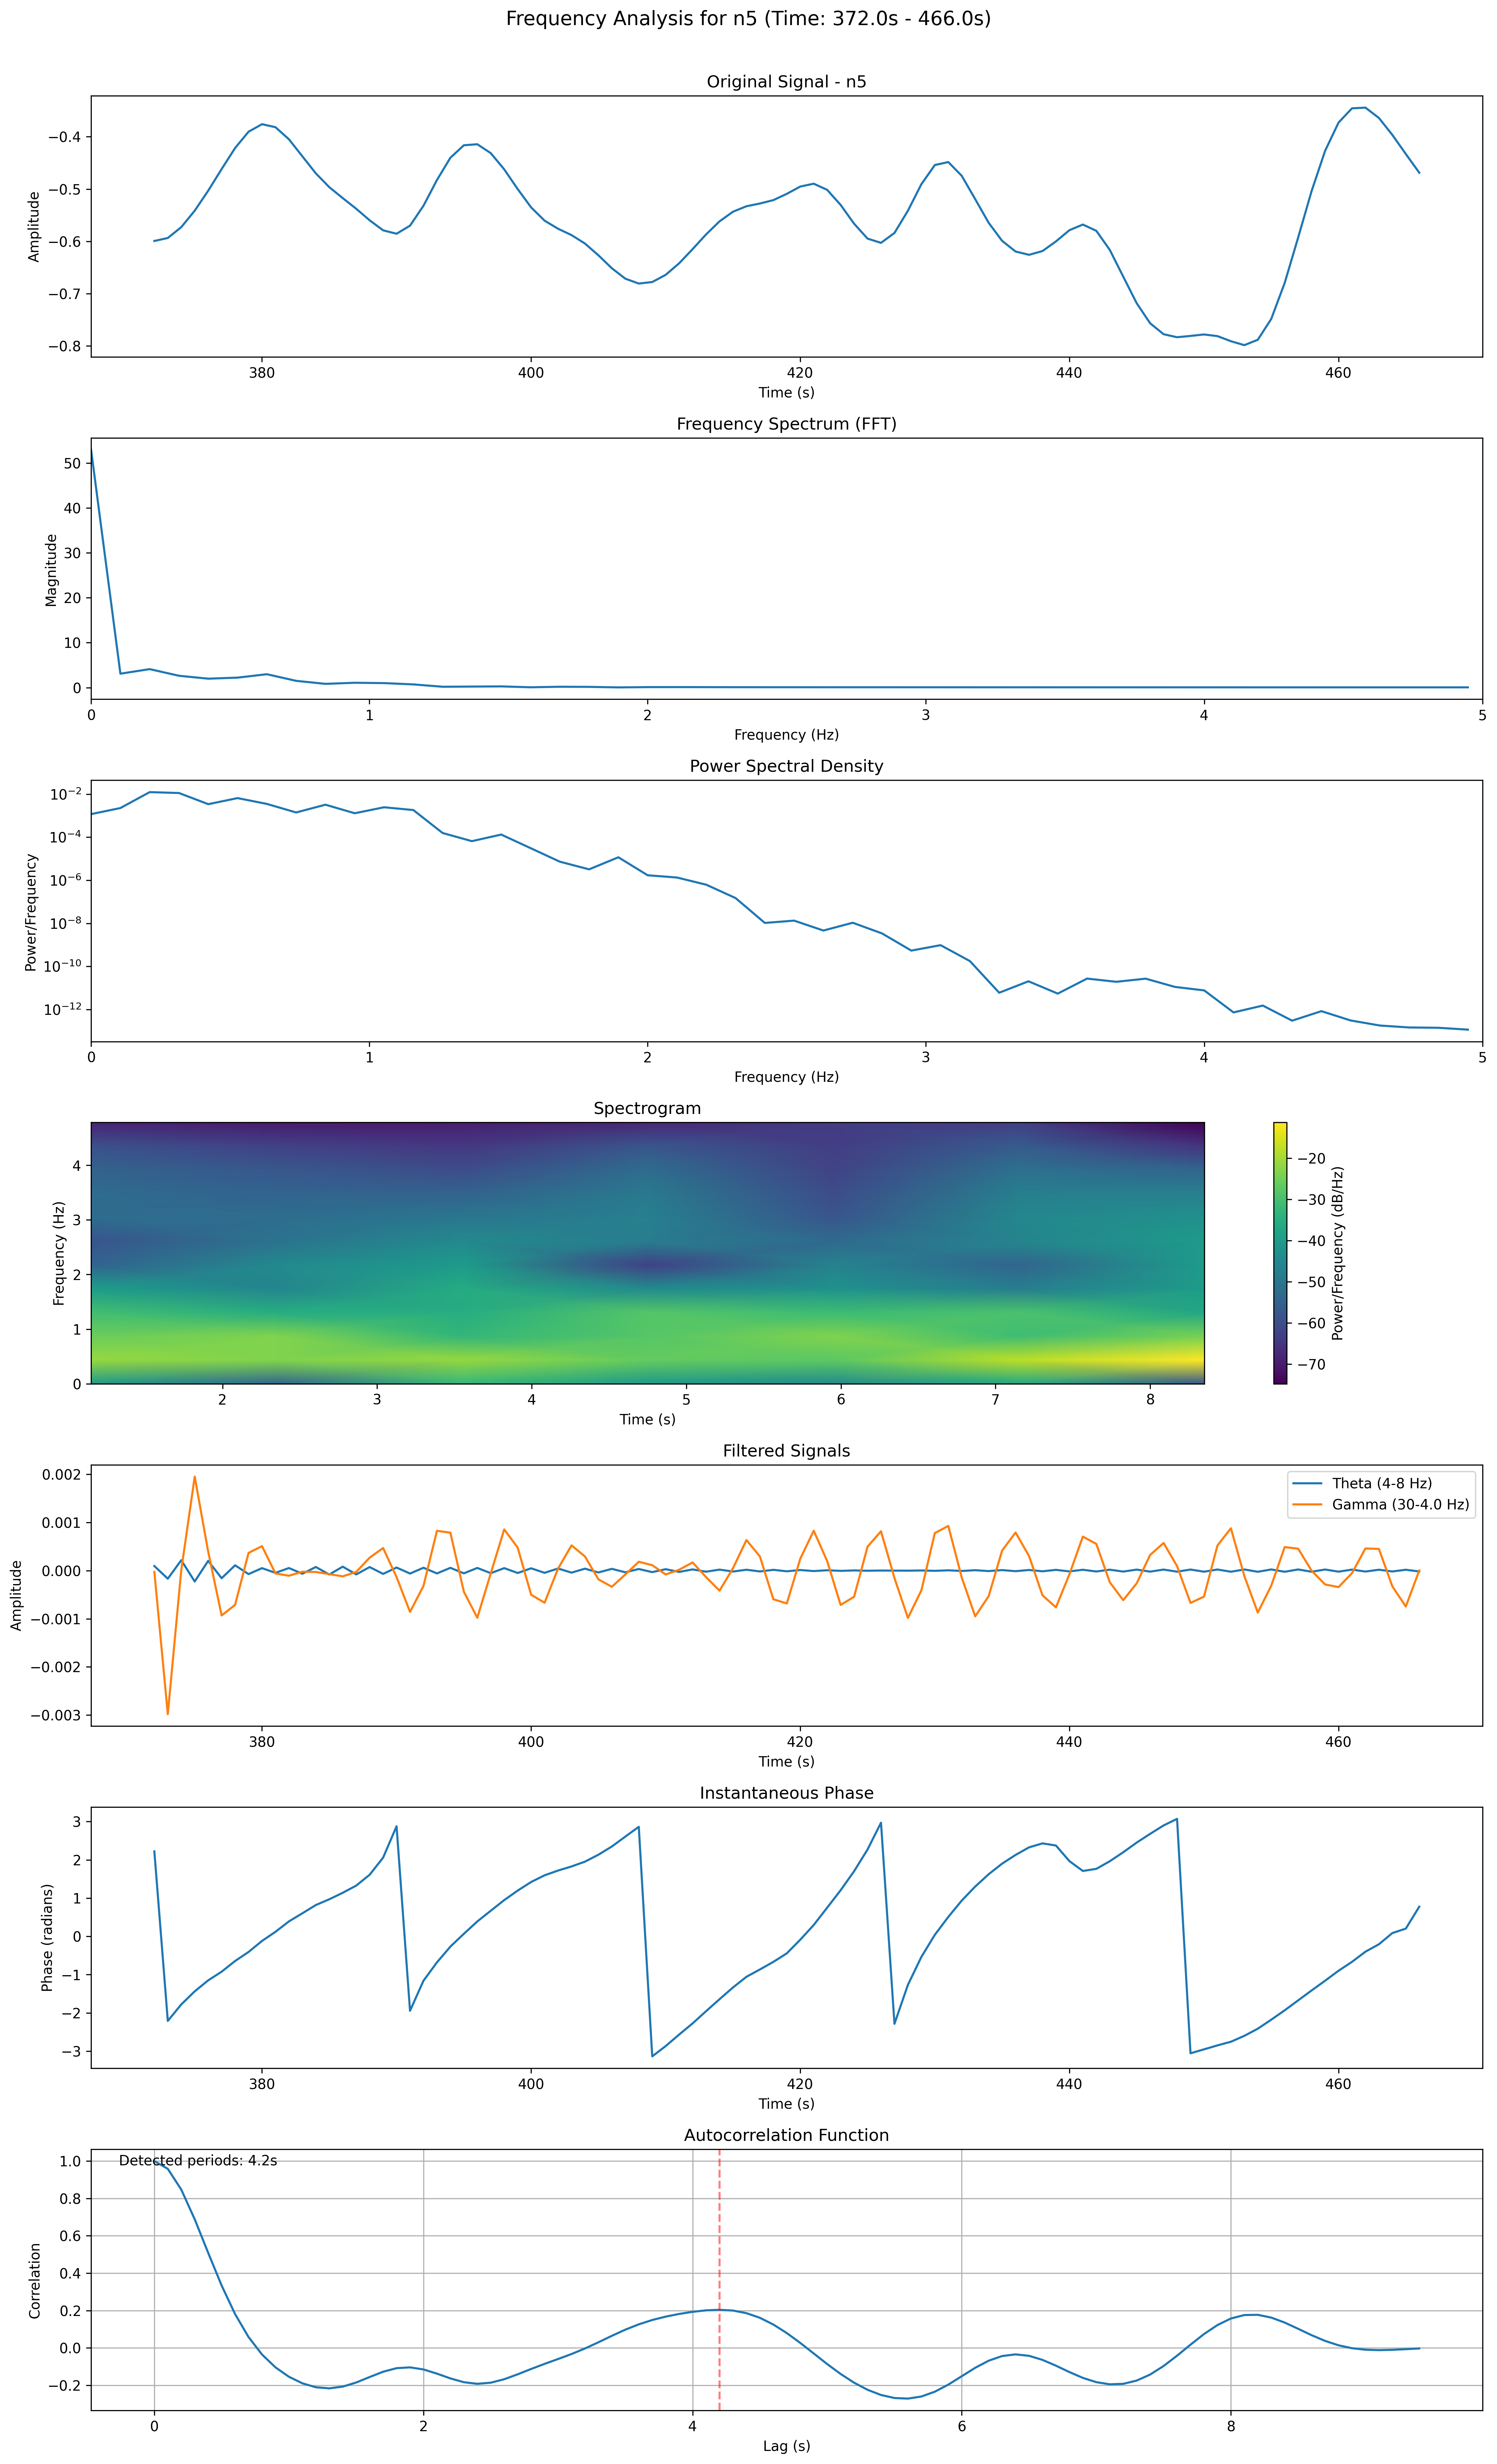 Frequency Analysis for n5 (Time: 372.0s - 466.0s)
Original Signal - n5
Amplitude
−0.4
−0.5
−0.6
−0.7
−0.8
380 400 420 440 460
Time (s)
Frequency Spectrum (FFT)
Magnitude
50
40
30
20
10
0
0 1 2 3 4 5
Frequency (Hz)
Power Spectral Density
Power/Frequency
10⁻²
10⁻⁴
10⁻⁶
10⁻⁸
10⁻¹⁰
10⁻¹²
0 1 2 3 4 5
Frequency (Hz)
Spectrogram
Frequency (Hz)
4
3
2
1
0
2 3 4 5 6 7 8
Time (s)
−20
−30
−40
−50
−60
−70
Power/Frequency (dB/Hz)
Filtered Signals
Amplitude
0.002
0.001
0.000
−0.001
−0.002
−0.003
Theta (4-8 Hz)
Gamma (30-4.0 Hz)
380 400 420 440 460
Time (s)
Instantaneous Phase
Phase (radians)
3
2
1
0
−1
−2
−3
380 400 420 440 460
Time (s)
Autocorrelation Function
Detected periods: 4.2s
Correlation
1.0
0.8
0.6
0.4
0.2
0.0
−0.2
0 2 4 6 8
Lag (s)